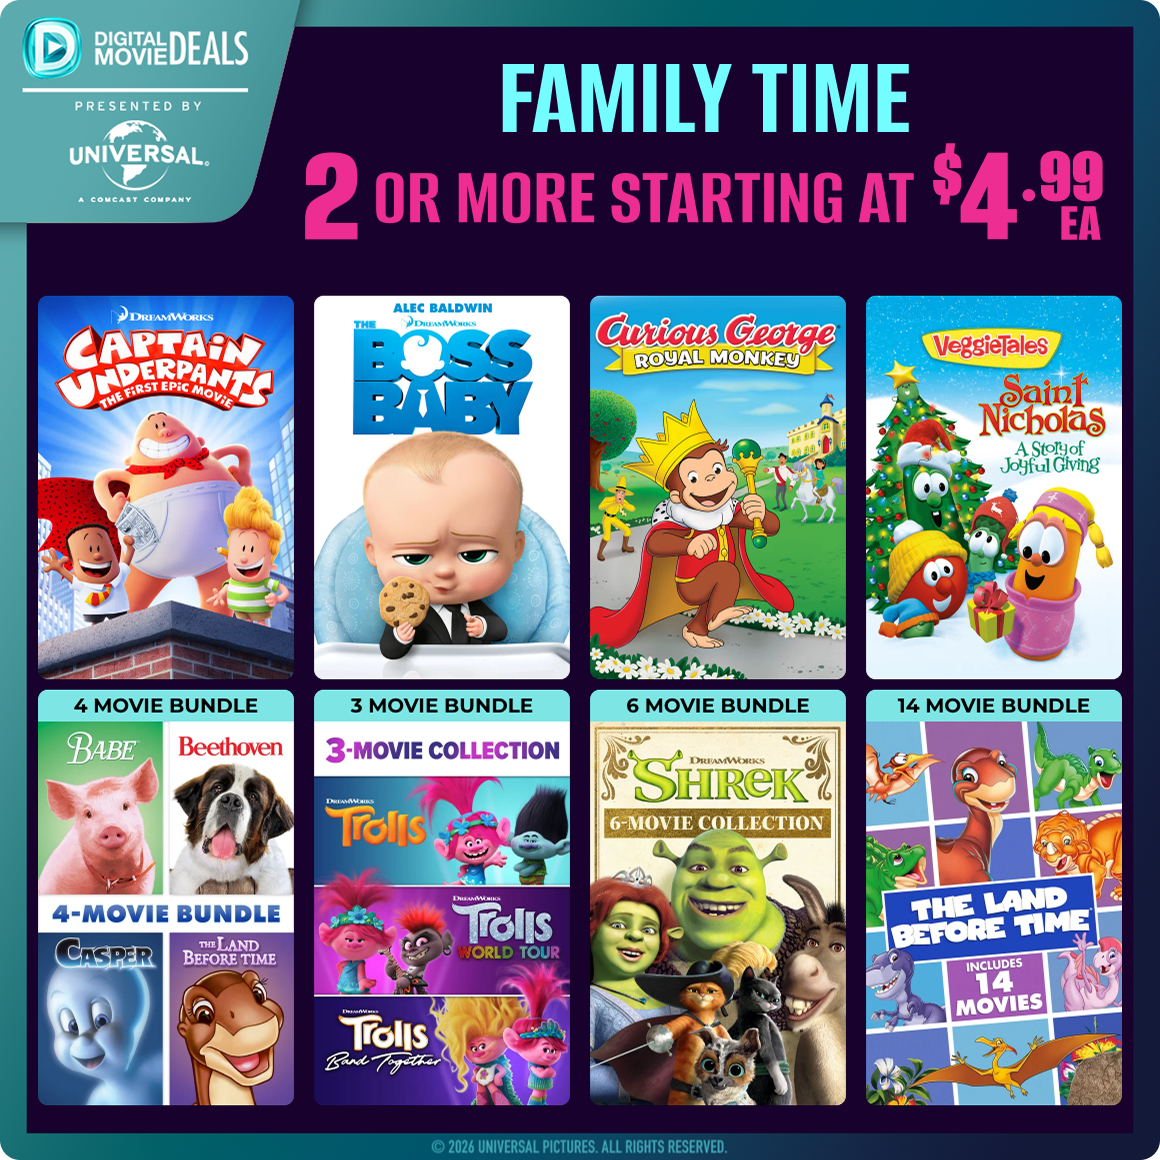 DIGITAL
MOVIE DEALS
PRESENTED BY
UNIVERSAL
A COMCAST COMPANY
FAMILY TIME
2 OR MORE STARTING AT $4.99 EA
DREAMWORKS
CAPTAIN
UNDERPANTS
THE FIRST EPIC MOVIE
ALEC BALDWIN
THE
DREAMWORKS
BOSS
BABY
Curious George
ROYAL MONKEY
VEGGIETALES
Saint
Nicholas
A Story of
Joyful Giving
4 MOVIE BUNDLE
BABE
Beethoven
4-MOVIE BUNDLE
CASPER
THE LAND
BEFORE TIME
3 MOVIE BUNDLE
3-MOVIE COLLECTION
DREAMWORKS
Trolls
DREAMWORKS
Trolls
WORLD TOUR
DREAMWORKS
Trolls
Band Together
6 MOVIE BUNDLE
DREAMWORKS
SHREK
6-MOVIE COLLECTION
14 MOVIE BUNDLE
THE LAND
BEFORE TIME
INCLUDES
14
MOVIES
© 2026 UNIVERSAL PICTURES. ALL RIGHTS RESERVED.